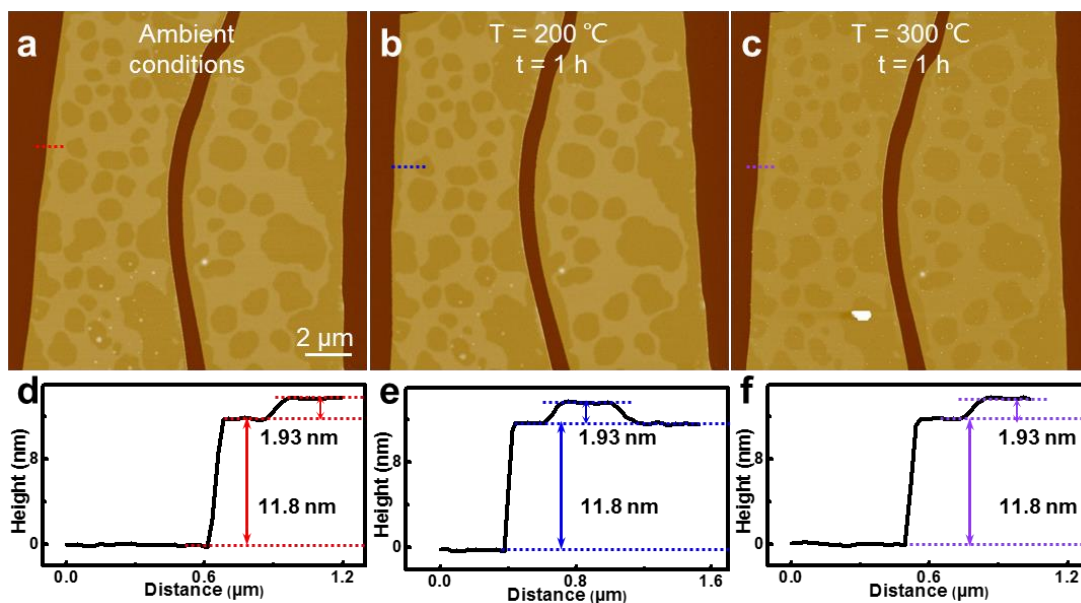 a
Ambient
conditions
b
T = 200 ℃
t = 1 h
c
T = 300 ℃
t = 1 h
2 µm
d
Height (nm)
8
0
1.93 nm
11.8 nm
0.0
0.6
1.2
Distance (µm)
e
Height (nm)
8
0
1.93 nm
11.8 nm
0.0
0.8
1.6
Distance (µm)
f
Height (nm)
8
0
1.93 nm
11.8 nm
0.0
0.6
1.2
Distance (µm)